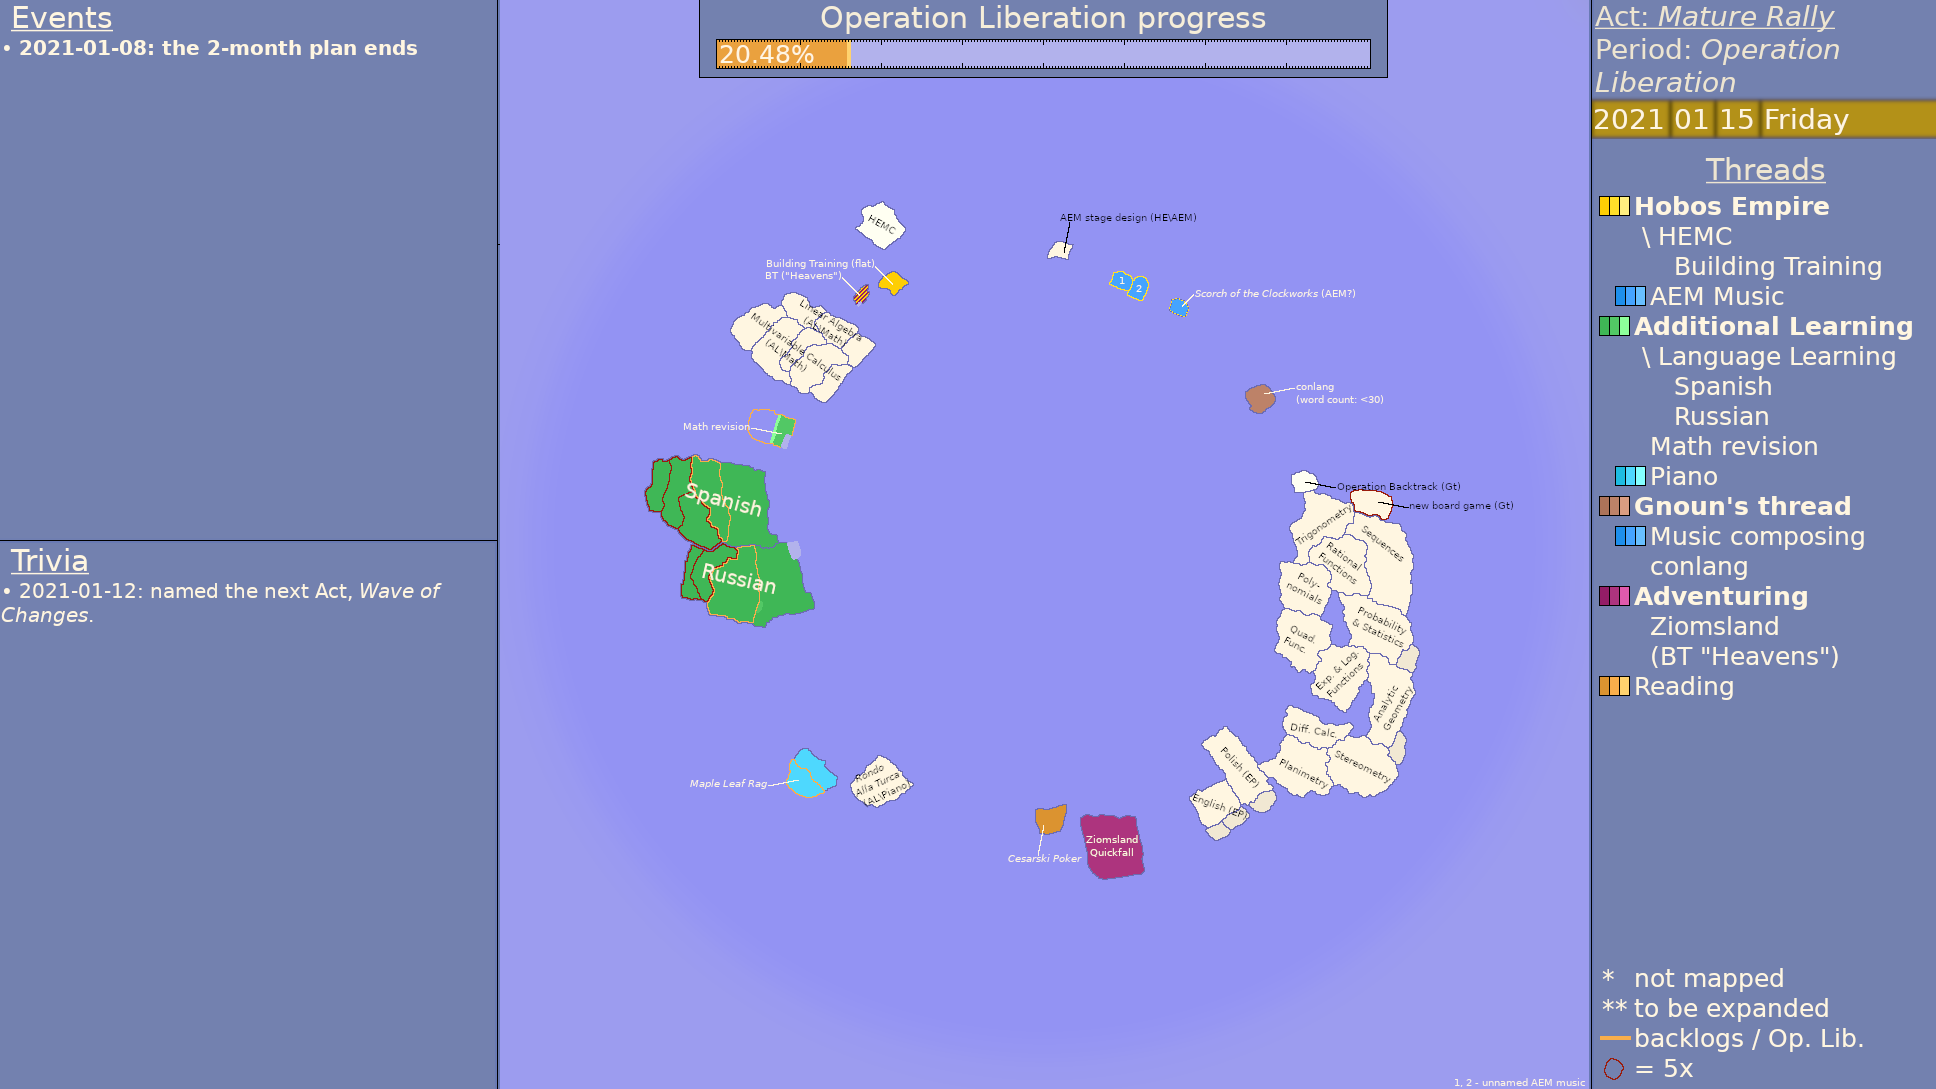 Events
• 2021-01-08: the 2-month plan ends
Trivia
• 2021-01-12: named the next Act, Wave of
Changes.
Operation Liberation progress
20.48%
HEMC
Building Training (flat)
BT ("Heavens")
Linear Algebra
(AL\Math)
Multivariable Calculus
(AL\Math)
Math revision
Spanish
Russian
Maple Leaf Rag
Rondo
Alla Turca
(AL\Piano)
AEM stage design (HE\AEM)
1
2
Scorch of the Clockworks (AEM?)
conlang
(word count: <30)
Operation Backtrack (Gt)
new board game (Gt)
Trigonometry
Sequences
Rational
Functions
Poly-
nomials
Probability
& Statistics
Quad.
Func.
Exp. & Log.
Functions
Analytic
Geometry
Diff. Calc.
Planimetry
Stereometry
Polish (EP)
English (EP)
Cesarski Poker
Ziomsland
Quickfall
1, 2 - unnamed AEM music
Act: Mature Rally
Period: Operation
Liberation
2021 01 15 Friday
Threads
Hobos Empire
\ HEMC
Building Training
AEM Music
Additional Learning
\ Language Learning
Spanish
Russian
Math revision
Piano
Gnoun's thread
Music composing
conlang
Adventuring
Ziomsland
(BT "Heavens")
Reading
* not mapped
** to be expanded
backlogs / Op. Lib.
= 5x